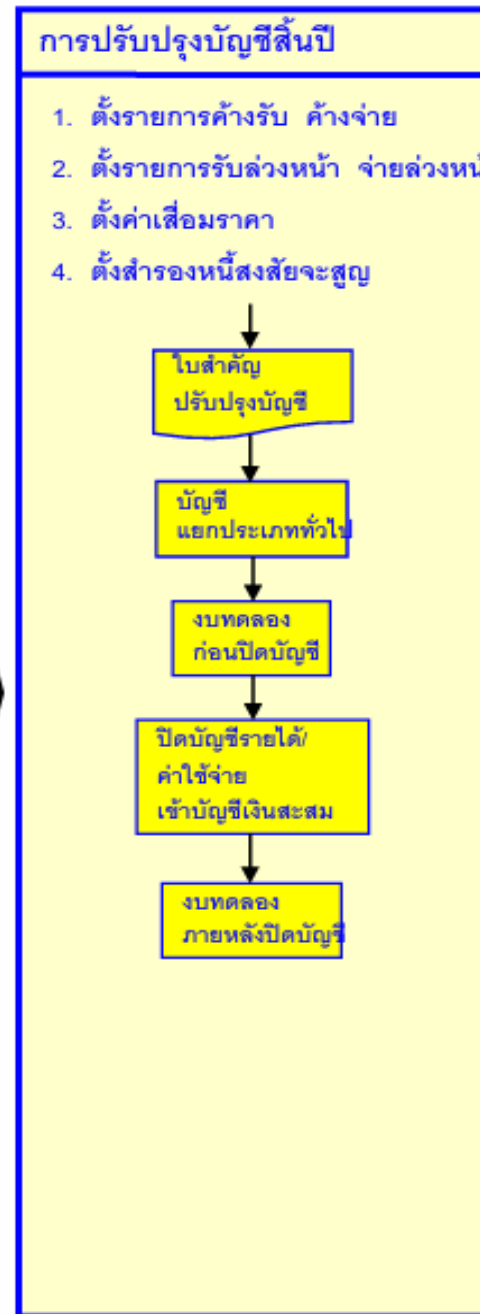 การปรับปรุงบัญชีสิ้นปี
1. ตั้งรายการค้างรับ ค้างจ่าย
2. ตั้งรายการรับล่วงหน้า จ่ายล่วงหน้
3. ตั้งค่าเสื่อมราคา
4. ตั้งสำรองหนี้สงสัยจะสูญ
ใบสำคัญ
ปรับปรุงบัญชี
บัญชี
แยกประเภททั่วไป
งบทดลอง
ก่อนปิดบัญชี
ปิดบัญชีรายได้/
ค่าใช้จ่าย
เข้าบัญชีเงินสะสม
งบทดลอง
ภายหลังปิดบัญชี